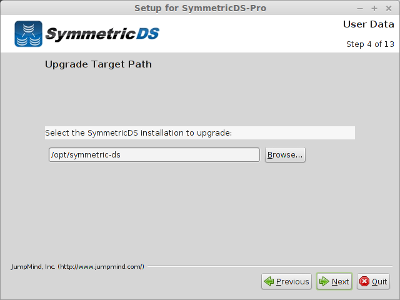 Setup for SymmetricDS-Pro
SymmetricDS
User Data
Step 4 of 13
Upgrade Target Path
Select the SymmetricDS installation to upgrade:
/opt/symmetric-ds
Browse...
JumpMind, Inc. (http://www.jumpmind.com/)
Previous
Next
Quit